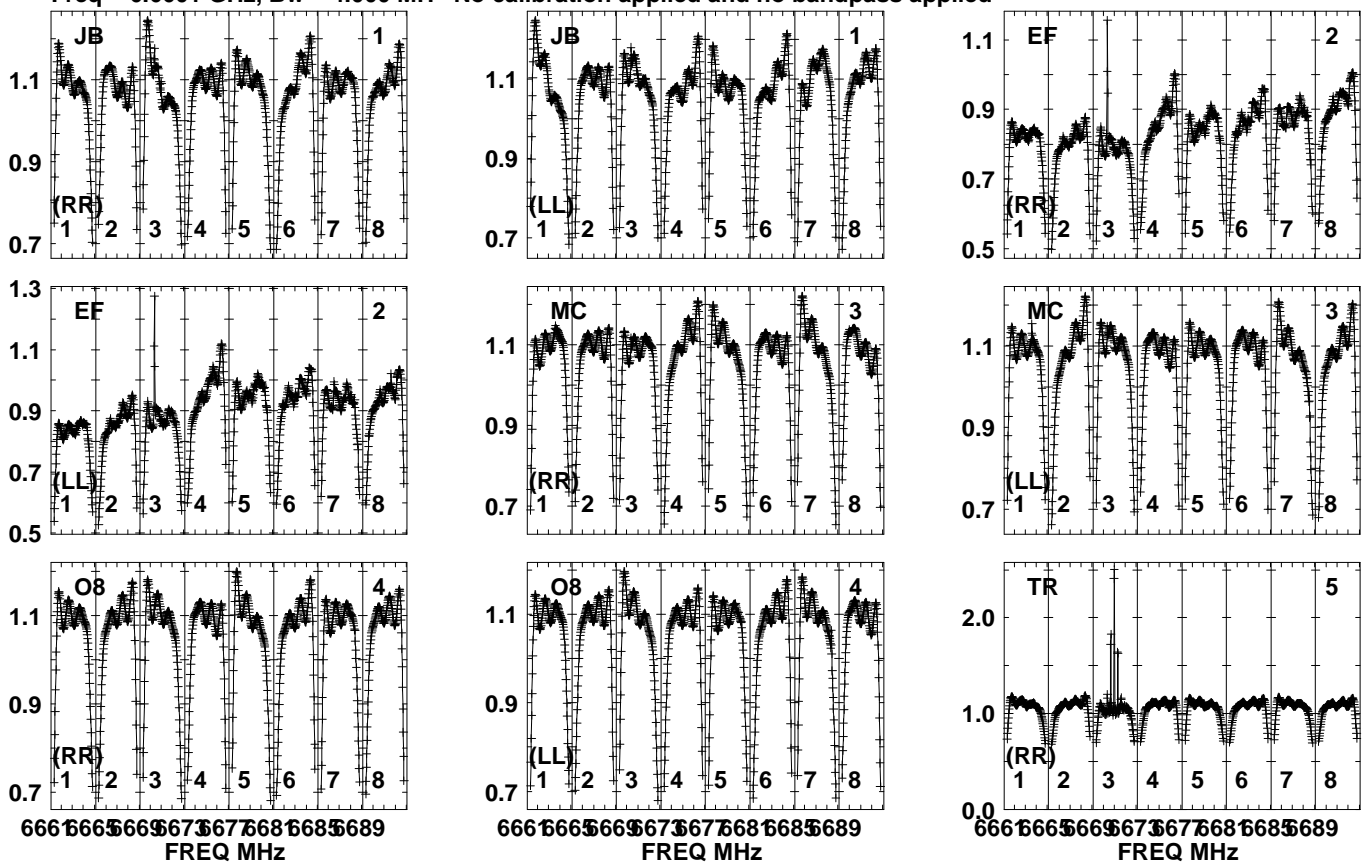 No calibration applied and no bandpass applied
JB 1
1.1
0.9
0.7
(RR)
1 2 3 4 5 6 7 8
JB 1
1.1
0.9
0.7
(LL)
1 2 3 4 5 6 7 8
EF 2
1.1
0.9
0.7
0.5
(RR)
1 2 3 4 5 6 7 8
EF 2
1.3
1.1
0.9
0.7
0.5
(LL)
1 2 3 4 5 6 7 8
MC 3
1.1
0.9
0.7
(RR)
1 2 3 4 5 6 7 8
MC 3
1.1
0.9
0.7
(LL)
1 2 3 4 5 6 7 8
O8 4
1.1
0.9
0.7
(RR)
1 2 3 4 5 6 7 8
O8 4
1.1
0.9
0.7
(LL)
1 2 3 4 5 6 7 8
TR 5
2.0
1.0
0.0
(RR)
1 2 3 4 5 6 7 8
6661 6665 6669 6673 6677 6681 6685 6689
FREQ MHz
6661 6665 6669 6673 6677 6681 6685 6689
FREQ MHz
6661 6665 6669 6673 6677 6681 6685 6689
FREQ MHz